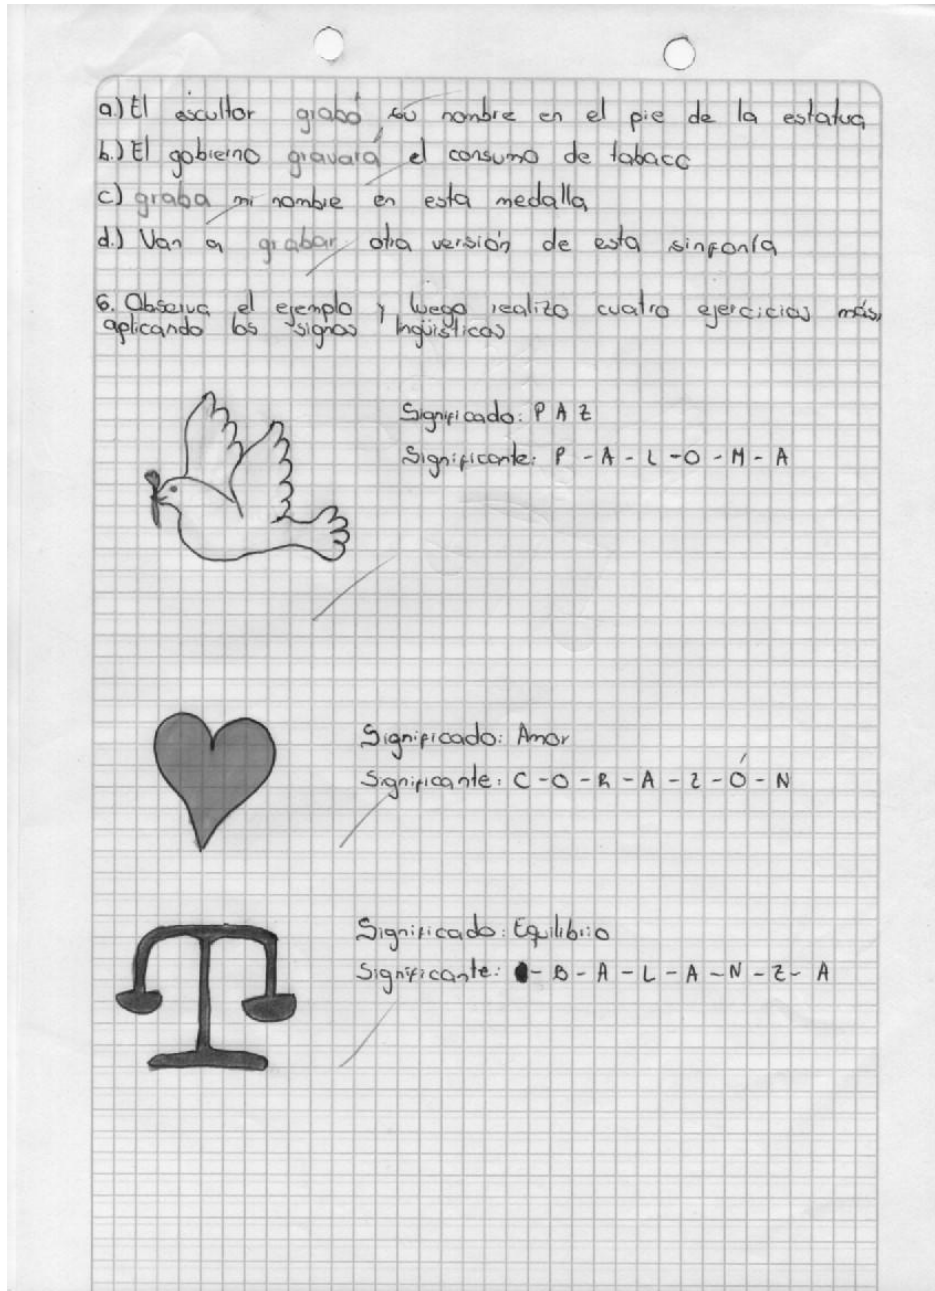 a.) El escultor grabó su nombre en el pie de la estatua
b.) El gobierno gravará el consumo de tabaco
c) graba mi nombre en esta medalla
d.) Van a grabar otra versión de esta sinfonía
6. Observa el ejemplo y luego realizo cuatro ejercicios más,
aplicando los signos lingüísticos
Significado: P A Z
Significante: P - A - L - O - M - A
Significado: Amor
Significante: C - O - R - A - Z - Ó - N
Significado: Equilibrio
Significante: - B - A - L - A - N - Z - A